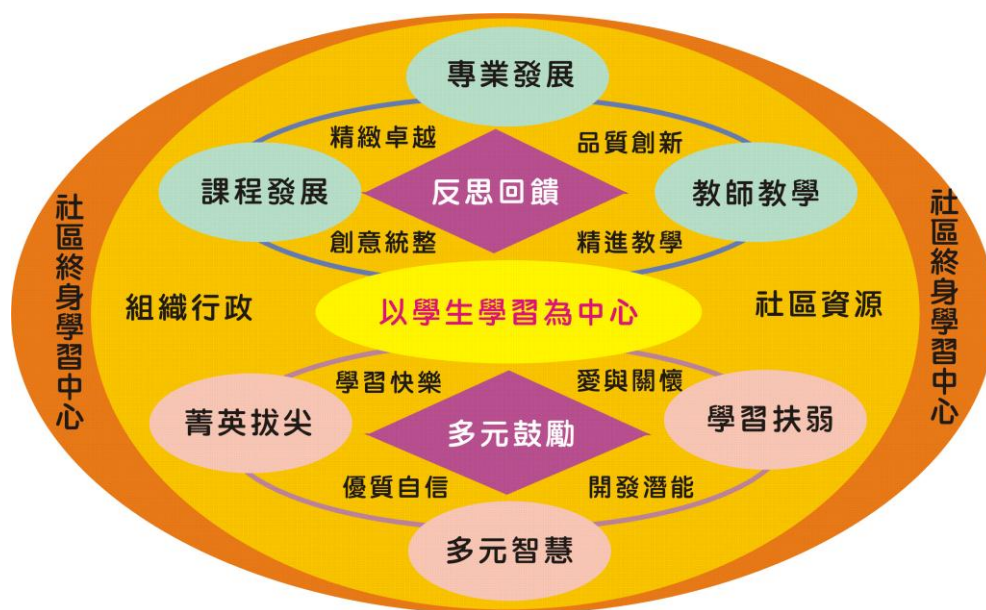 專業發展
精緻卓越
品質創新
課程發展
反思回饋
教師教學
創意統整
精進教學
社區終身學習中心
組織行政
以學生學習為中心
社區資源
社區終身學習中心
學習快樂
愛與關懷
菁英拔尖
多元鼓勵
學習扶弱
優質自信
開發潛能
多元智慧